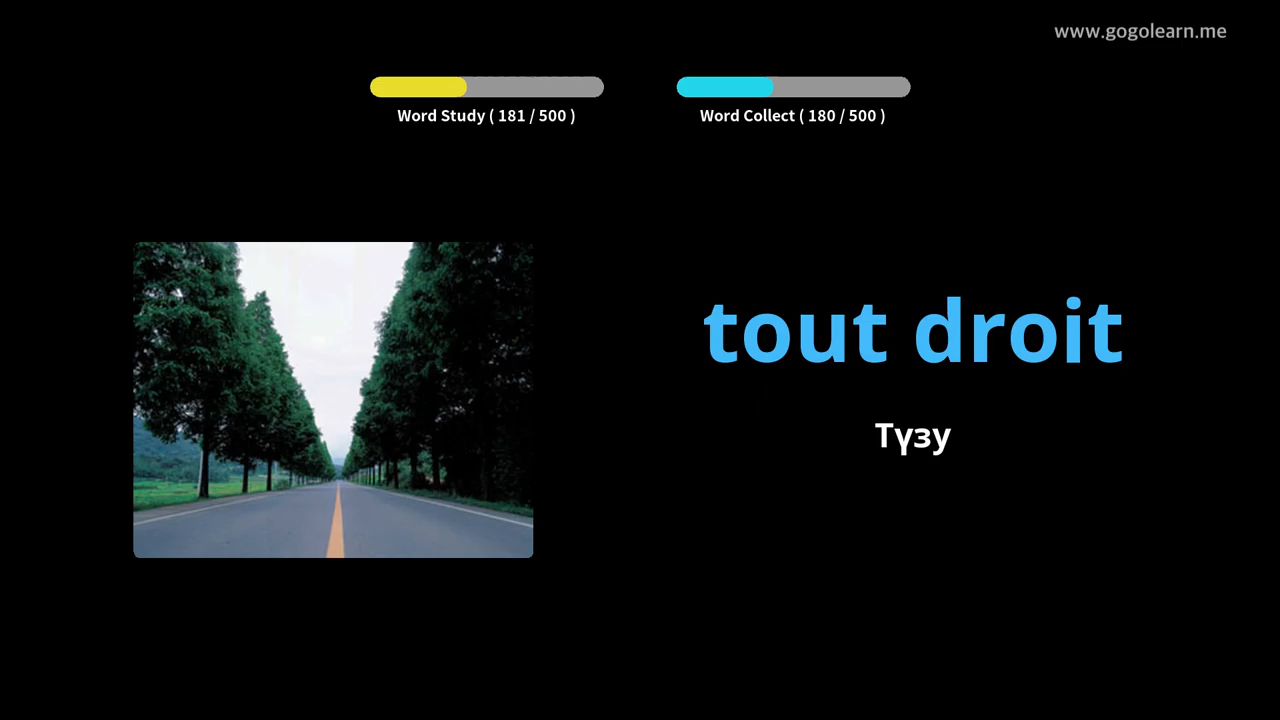 www.gogolearn.me
Word Study ( 181 / 500 )
Word Collect ( 180 / 500 )
tout droit
Түзу